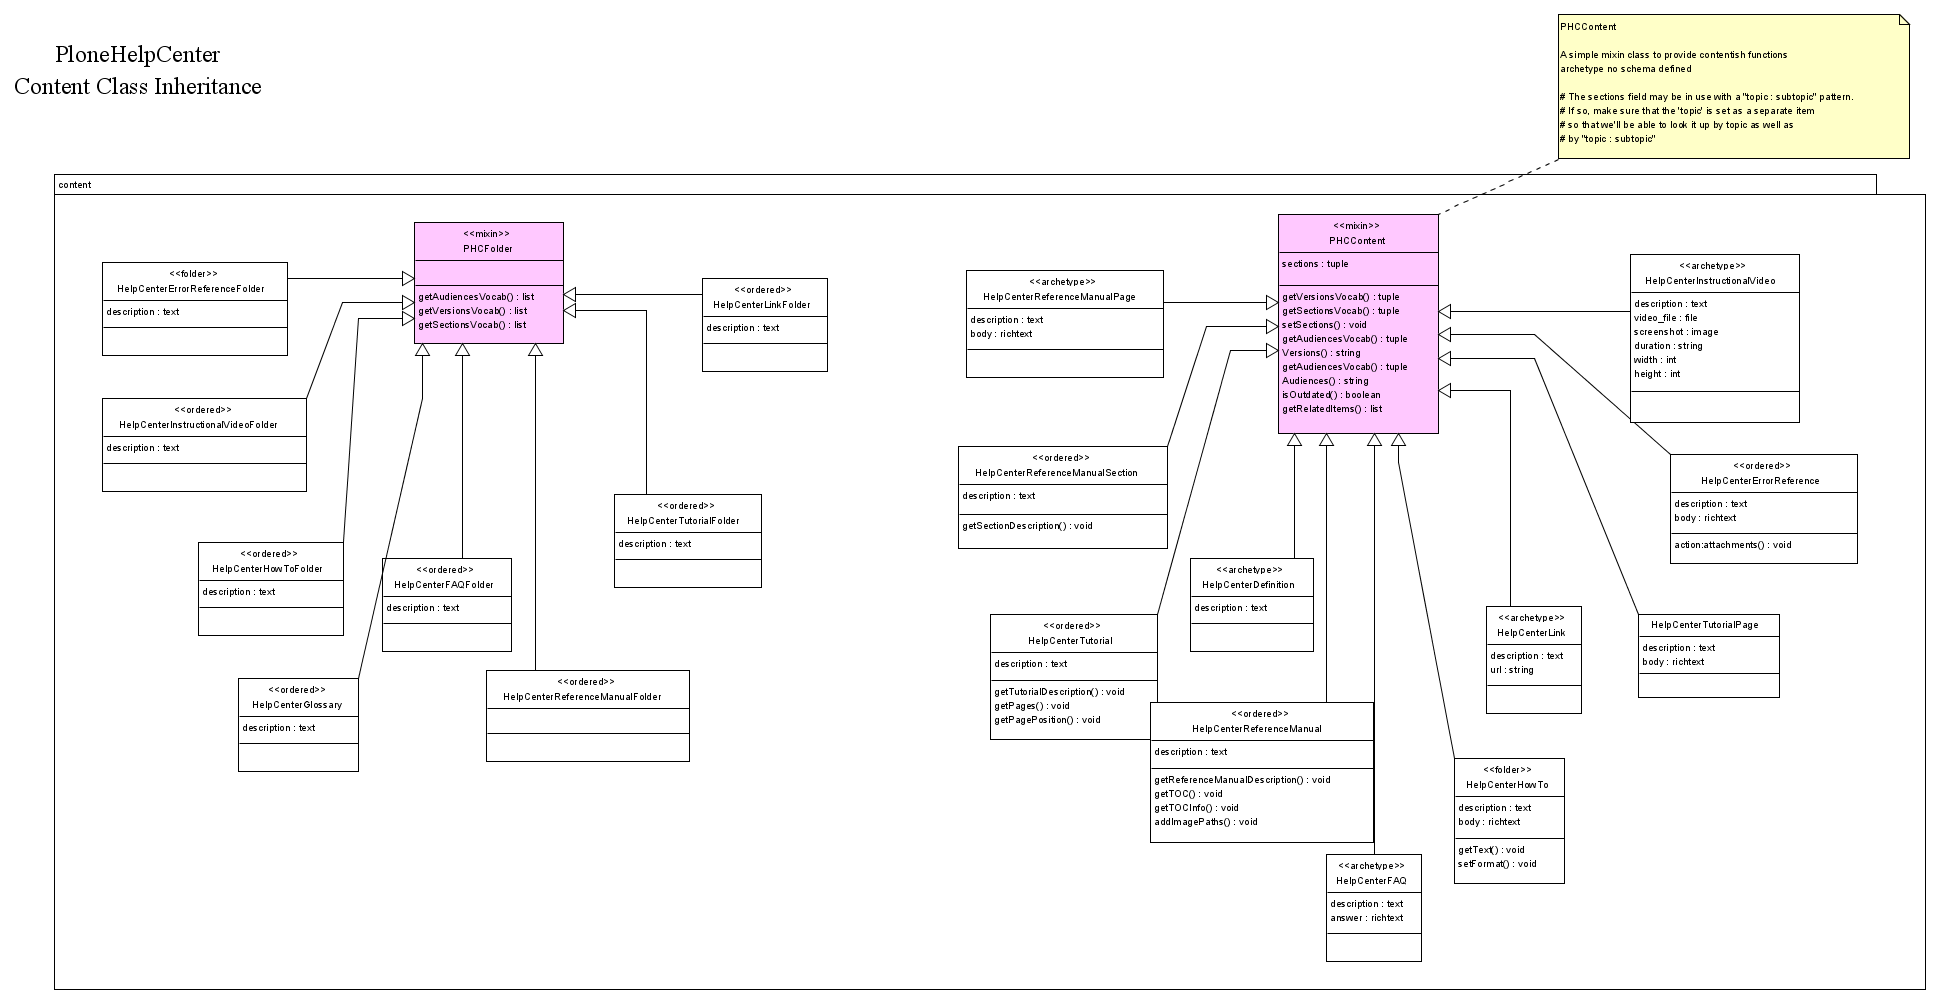 PloneHelpCenter
Content Class Inheritance
PHCContent
A simple mixin class to provide contentish functions
archetype no schema defined
# The sections field may be in use with a "topic : subtopic" pattern.
# If so, make sure that the 'topic' is set as a separate item
# so that we'll be able to look it up by topic as well as
# by "topic : subtopic"
content
<<mixin>>
PHCFolder
getAudiencesVocab() : list
getVersionsVocab() : list
getSectionsVocab() : list
<<folder>>
HelpCenterErrorReferenceFolder
description : text
<<ordered>>
HelpCenterLinkFolder
description : text
<<ordered>>
HelpCenterInstructionalVideoFolder
description : text
<<ordered>>
HelpCenterTutorialFolder
description : text
<<ordered>>
HelpCenterHowToFolder
description : text
<<ordered>>
HelpCenterFAQFolder
description : text
<<ordered>>
HelpCenterGlossary
description : text
<<ordered>>
HelpCenterReferenceManualFolder
<<mixin>>
PHCContent
sections : tuple
getVersionsVocab() : tuple
getSectionsVocab() : tuple
setSections() : void
getAudiencesVocab() : tuple
Versions() : string
getAudiencesVocab() : tuple
Audiences() : string
isOutdated() : boolean
getRelatedItems() : list
<<archetype>>
HelpCenterReferenceManualPage
description : text
body : richtext
<<archetype>>
HelpCenterInstructionalVideo
description : text
video_file : file
screenshot : image
duration : string
width : int
height : int
<<ordered>>
HelpCenterReferenceManualSection
description : text
getSectionDescription() : void
<<ordered>>
HelpCenterErrorReference
description : text
body : richtext
action:attachments() : void
<<archetype>>
HelpCenterDefinition
description : text
<<ordered>>
HelpCenterTutorial
description : text
getTutorialDescription() : void
getPages() : void
getPagePosition() : void
<<archetype>>
HelpCenterLink
description : text
url : string
HelpCenterTutorialPage
description : text
body : richtext
<<ordered>>
HelpCenterReferenceManual
description : text
getReferenceManualDescription() : void
getTOC() : void
getTOCInfo() : void
addImagePaths() : void
<<folder>>
HelpCenterHowTo
description : text
body : richtext
getText() : void
setFormat() : void
<<archetype>>
HelpCenterFAQ
description : text
answer : richtext